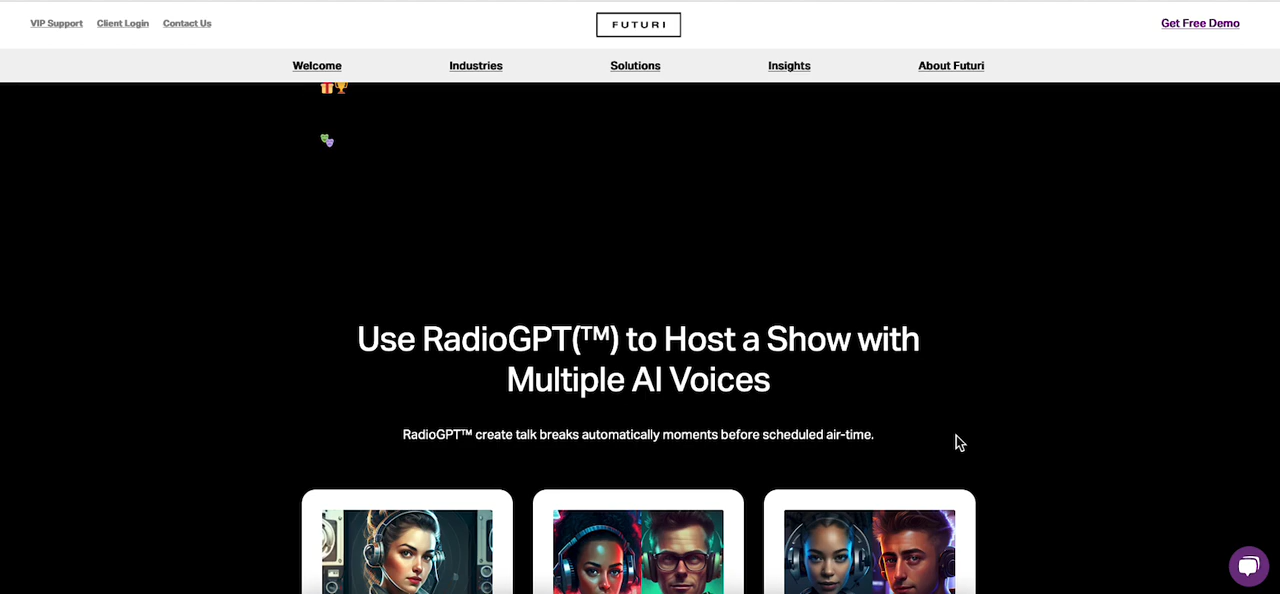 VIP Support Client Login Contact Us
FUTURI
Get Free Demo
Welcome Industries Solutions Insights About Futuri
Use RadioGPT(™) to Host a Show with
Multiple AI Voices
RadioGPT™ create talk breaks automatically moments before scheduled air-time.